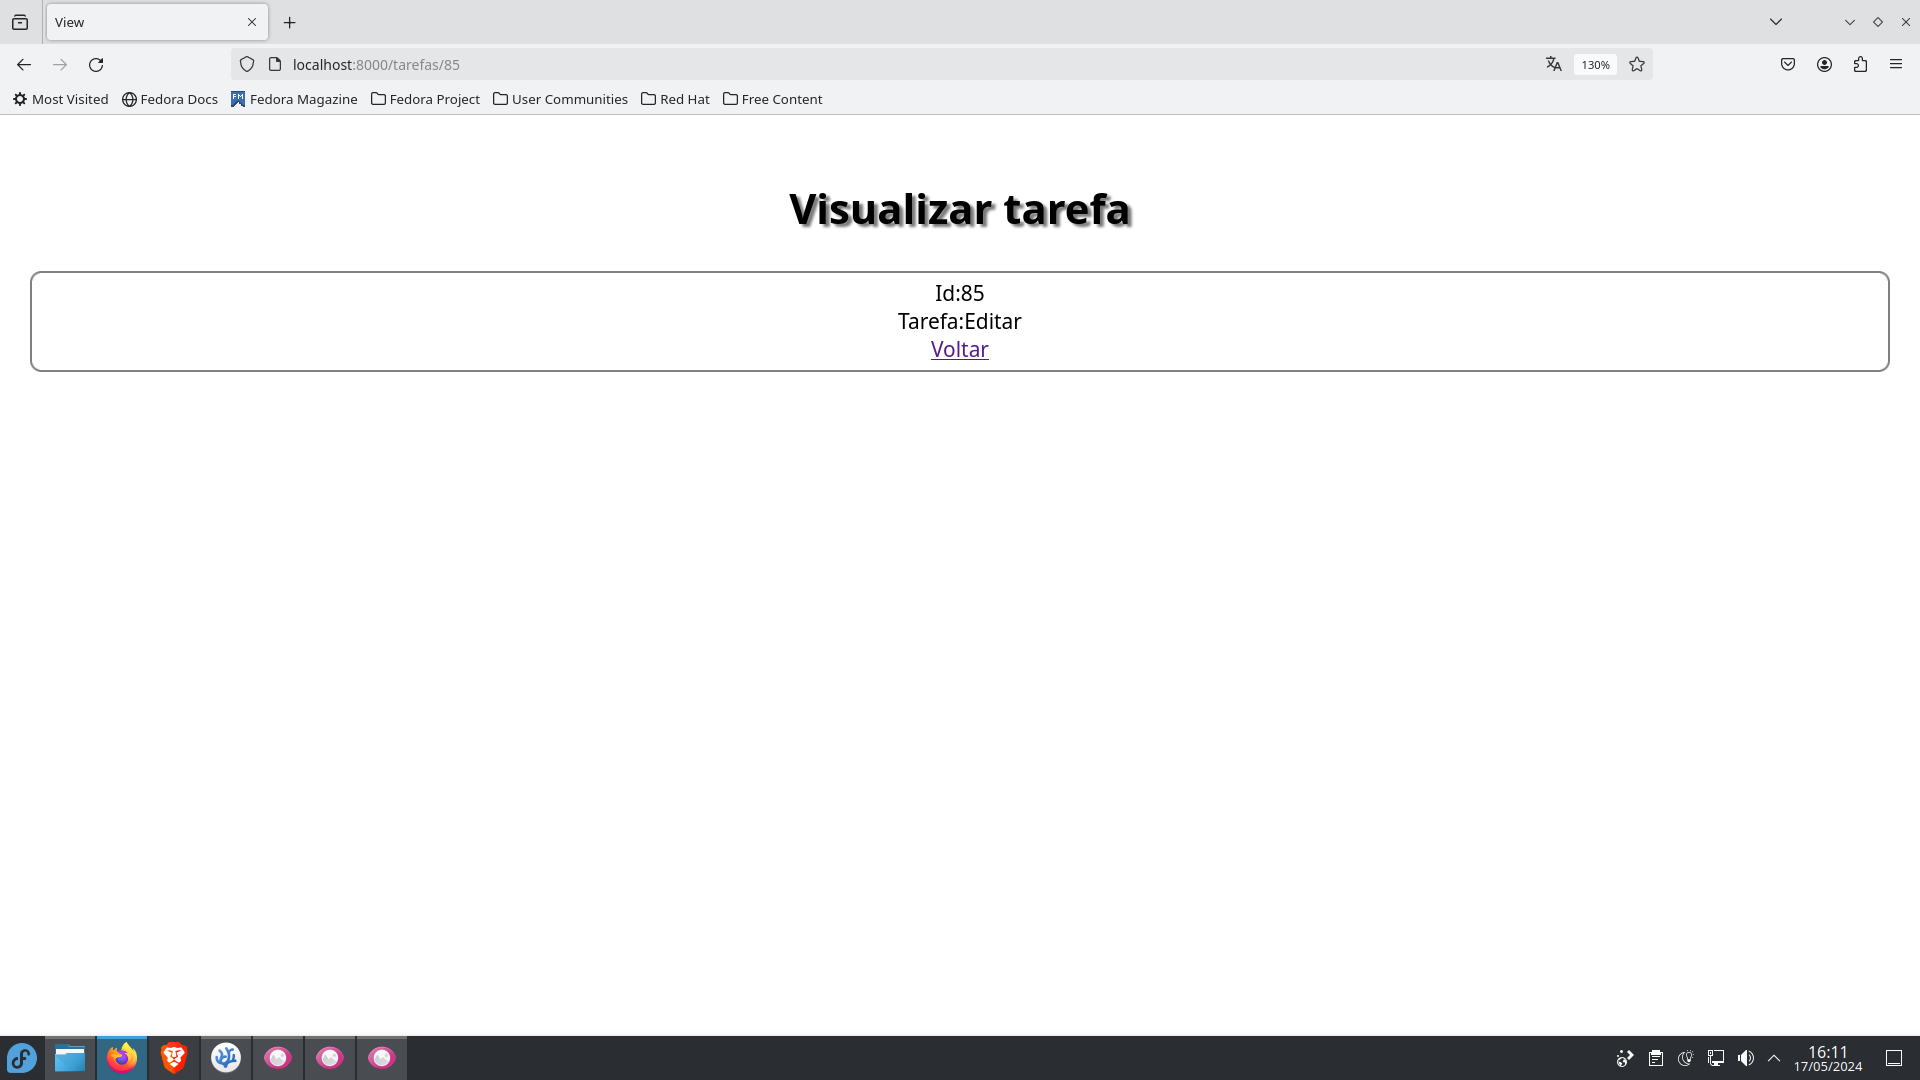 View
localhost:8000/tarefas/85
130%
Most Visited
Fedora Docs
Fedora Magazine
Fedora Project
User Communities
Red Hat
Free Content
Visualizar tarefa
Id:85
Tarefa:Editar
Voltar
16:11
17/05/2024